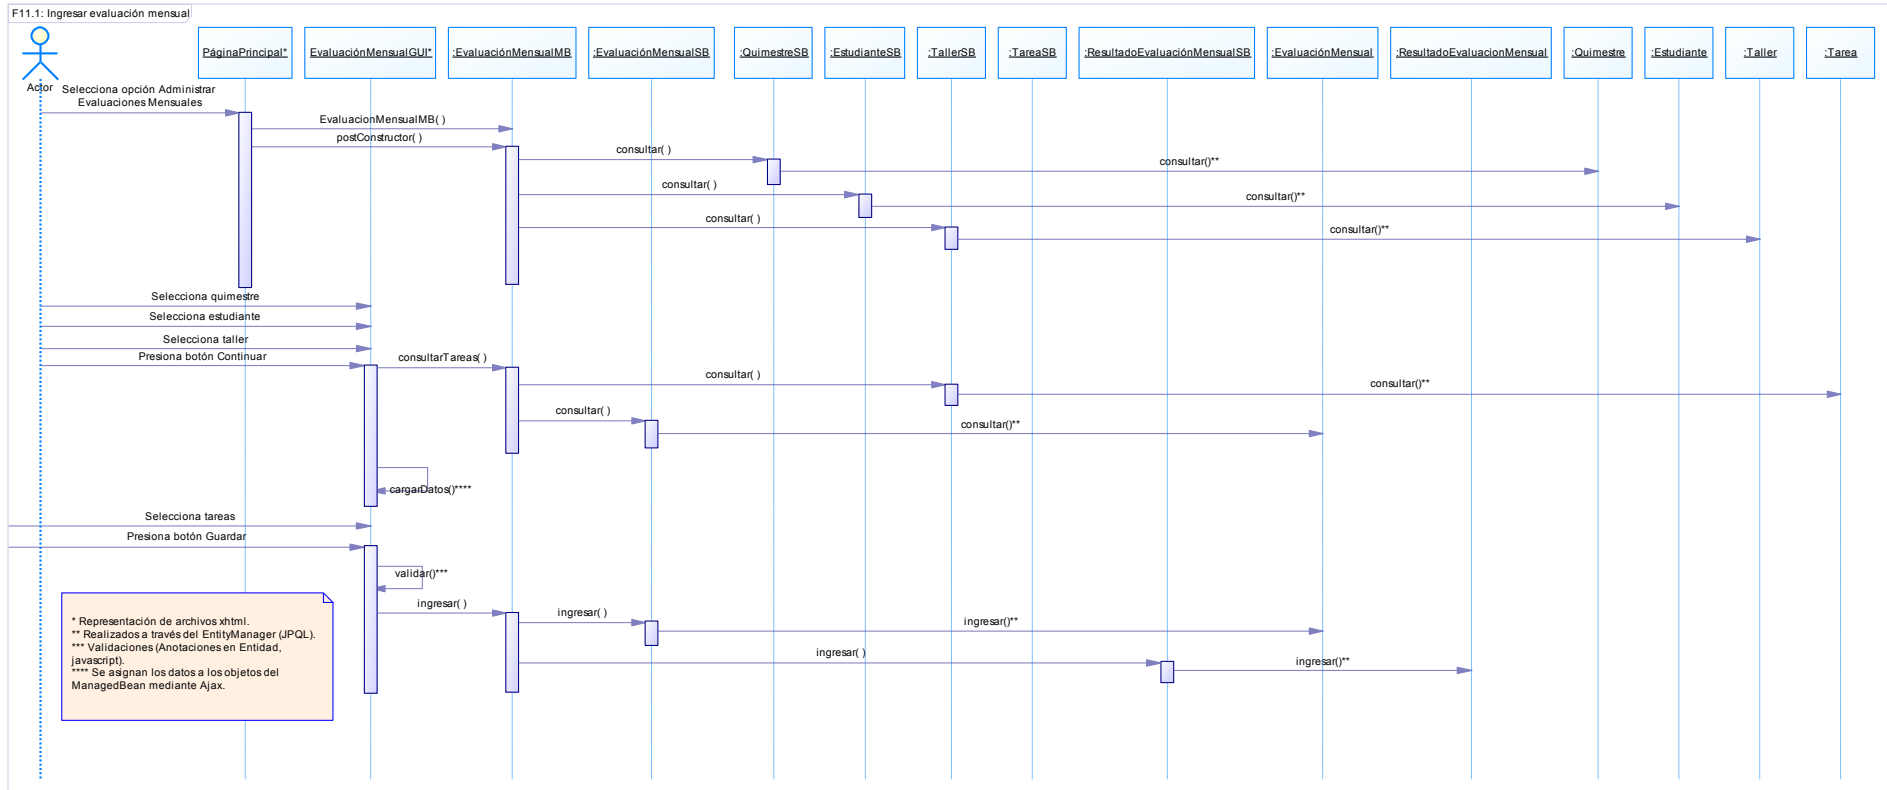 F11.1: Ingresar evaluación mensual
Actor
PáginaPrincipal*
EvaluaciónMensualGUI*
:EvaluaciónMensualMB
:EvaluaciónMensualSB
:QuimestreSB
:EstudianteSB
:TallerSB
:TareaSB
:ResultadoEvaluaciónMensualSB
:EvaluaciónMensual
:ResultadoEvaluacionMensual
:Quimestre
:Estudiante
:Taller
:Tarea
Selecciona opción Administrar
Evaluaciones Mensuales
EvaluacionMensualMB( )
postConstructor( )
consultar( )
consultar()**
consultar( )
consultar()**
consultar( )
consultar()**
Selecciona quimestre
Selecciona estudiante
Selecciona taller
Presiona botón Continuar
consultarTareas( )
consultar( )
consultar()**
consultar( )
consultar()**
cargarDatos()****
Selecciona tareas
Presiona botón Guardar
validar()***
ingresar( )
ingresar( )
ingresar()**
ingresar( )
ingresar()**
* Representación de archivos xhtml.
** Realizados a través del EntityManager (JPQL).
*** Validaciones (Anotaciones en Entidad,
javascript).
**** Se asignan los datos a los objetos del
ManagedBean mediante Ajax.